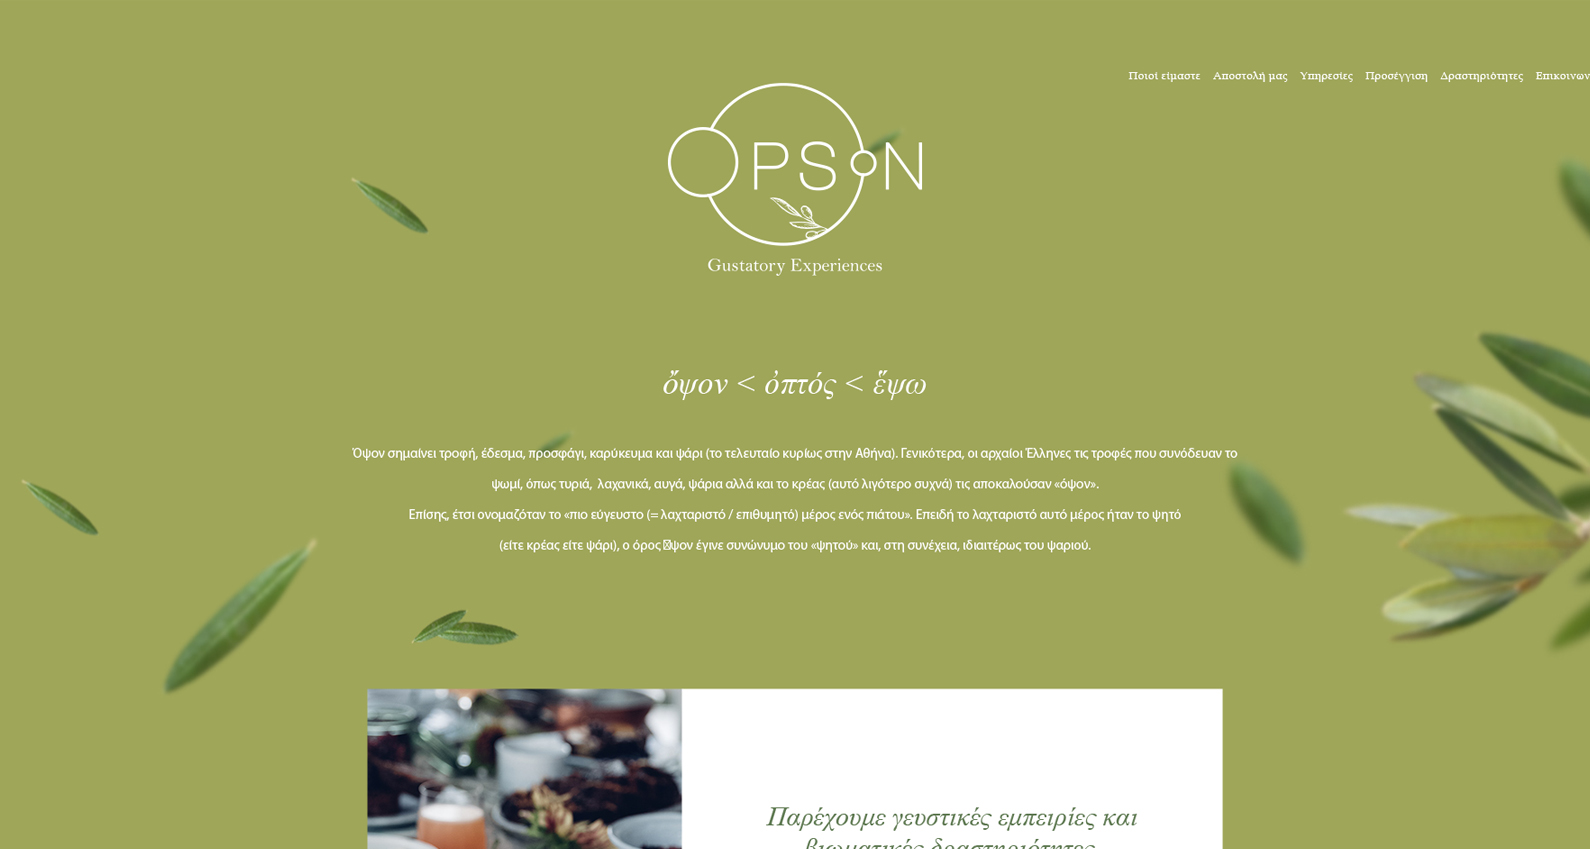 Ποιοί είμαστε Αποστολή μας Υπηρεσίες Προσέγγιση Δραστηριότητες
OPSON
Gustatory Experiences
ὄψον < ὀπτός < ἕψω
Όψον σημαίνει τροφή, έδεσμα, προσφάγι, καρύκευμα και ψάρι (το τελευταίο κυρίως στην Αθήνα). Γενικότερα, οι αρχαίοι Έλληνες τις τροφές που συνόδευαν το
ψωμί, όπως τυριά, λαχανικά, αυγά, ψάρια αλλά και το κρέας (αυτό λιγότερο συχνά) τις αποκαλούσαν «όψον».
Επίσης, έτσι ονομαζόταν το «πιο εύγευστο (= λαχταριστό / επιθυμητό) μέρος ενός πιάτου». Επειδή το λαχταριστό αυτό μέρος ήταν το ψητό
(είτε κρέας είτε ψάρι), ο όρος ψον έγινε συνώνυμο του «ψητού» και, στη συνέχεια, ιδιαιτέρως του ψαριού.
Παρέχουμε γευστικές εμπειρίες και
βιωματικές δραστηριότητες